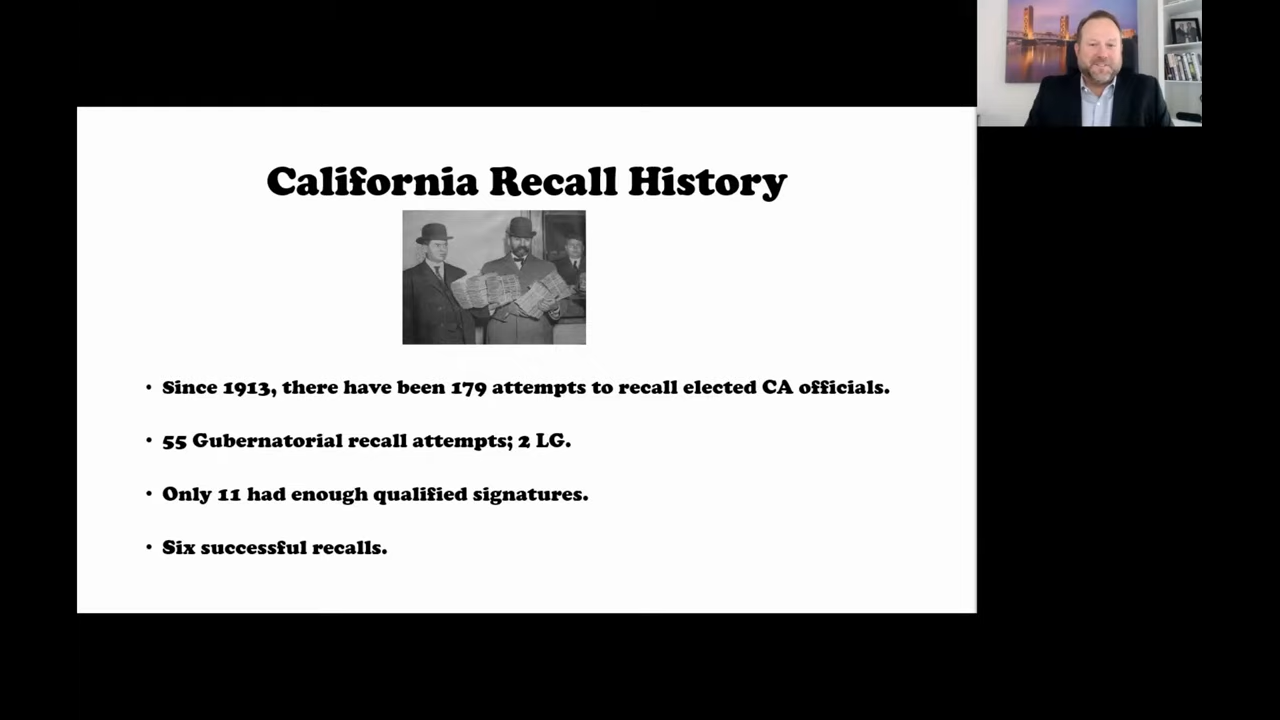 California Recall History
• Since 1913, there have been 179 attempts to recall elected CA officials.
• 55 Gubernatorial recall attempts; 2 LG.
• Only 11 had enough qualified signatures.
• Six successful recalls.